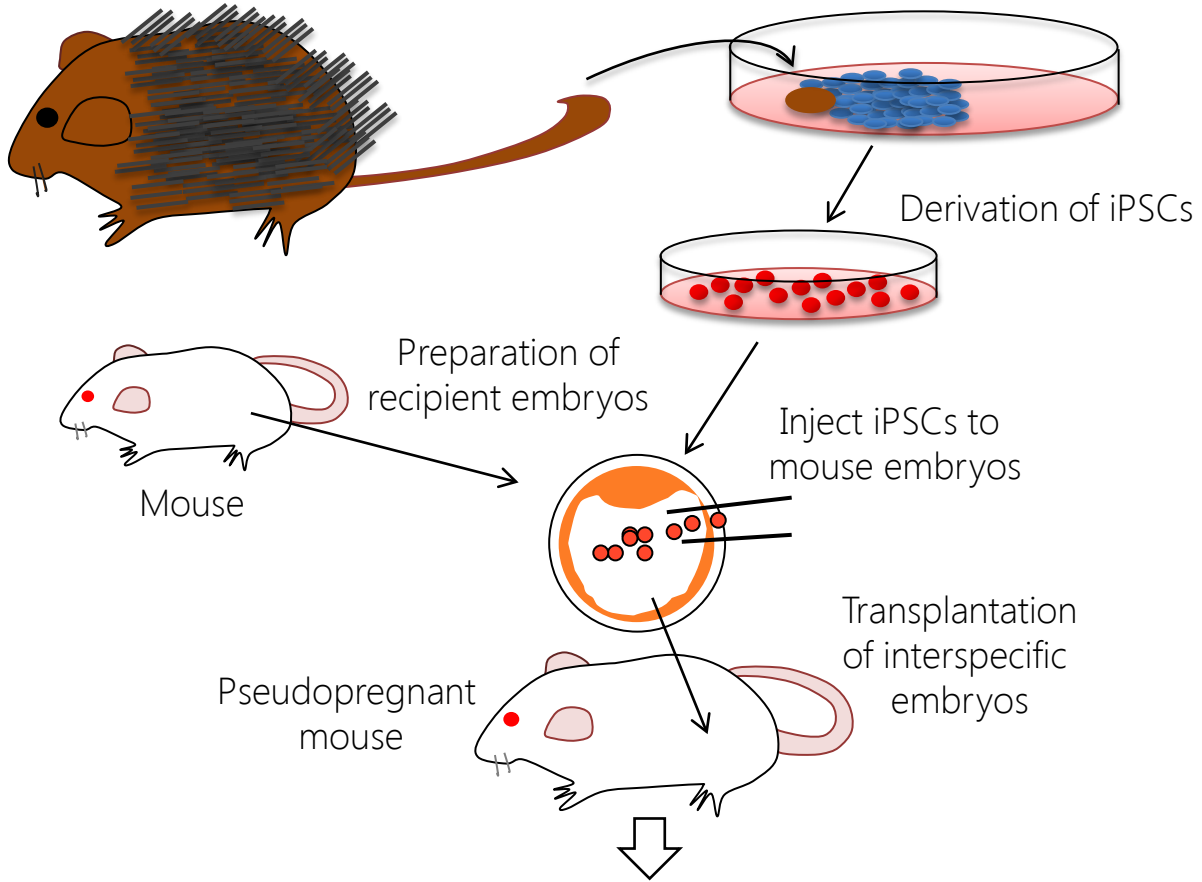 Derivation of iPSCs
Preparation of
recipient embryos
Inject iPSCs to
mouse embryos
Mouse
Transplantation
of interspecific
embryos
Pseudopregnant
mouse